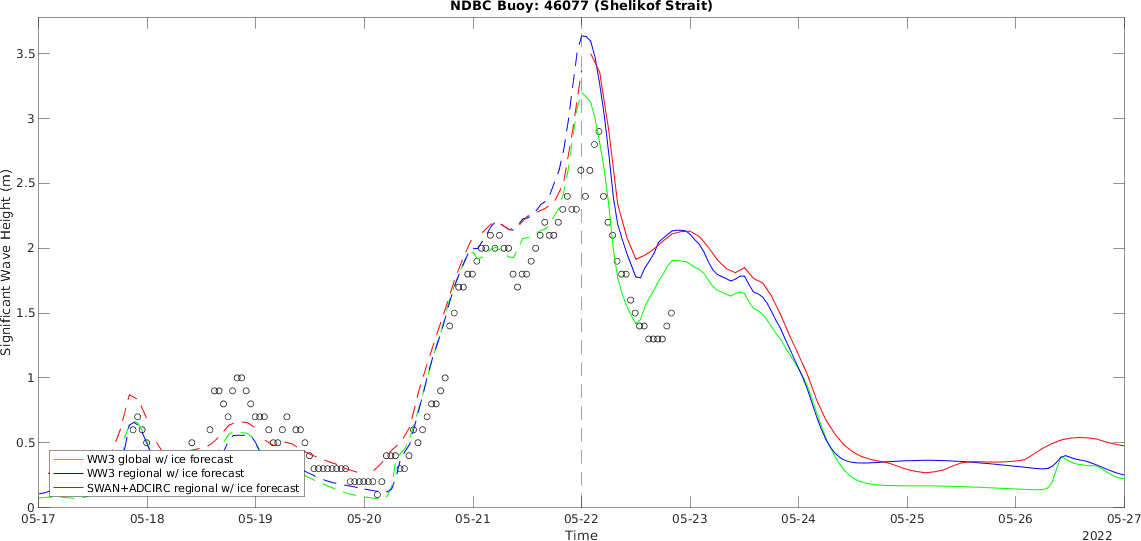 NDBC Buoy: 46077 (Shelikof Strait)
3.5
3
2.5
2
1.5
1
0.5
0
Significant Wave Height (m)
WW3 global w/ ice forecast
WW3 regional w/ ice forecast
SWAN+ADCIRC regional w/ ice forecast
05-17 05-18 05-19 05-20 05-21 05-22 05-23 05-24 05-25 05-26 05-27
Time
2022